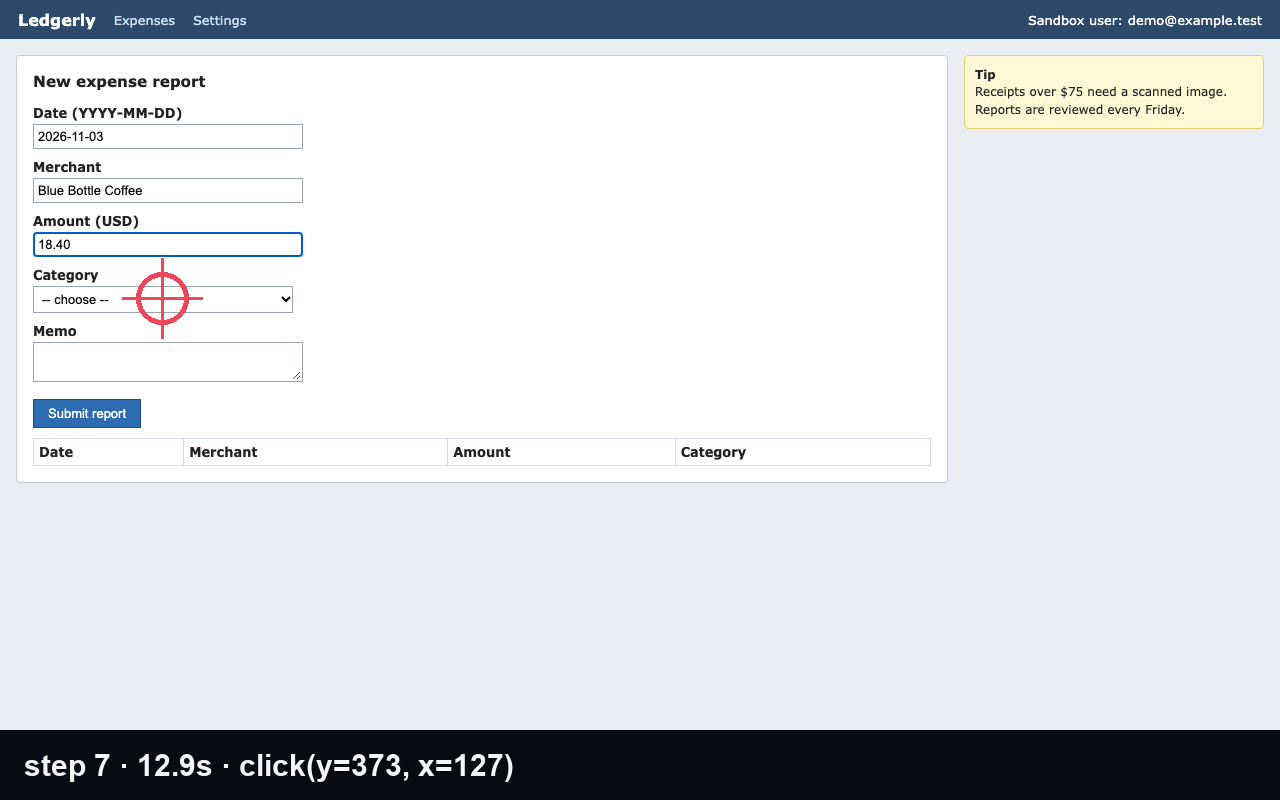 Ledgerly Expenses Settings Sandbox user: demo@example.test
New expense report
Date (YYYY-MM-DD)
2026-11-03
Merchant
Blue Bottle Coffee
Amount (USD)
18.40
Category
-- choose --
Memo
Submit report
Date Merchant Amount Category
Tip
Receipts over $75 need a scanned image.
Reports are reviewed every Friday.
step 7 · 12.9s · click(y=373, x=127)